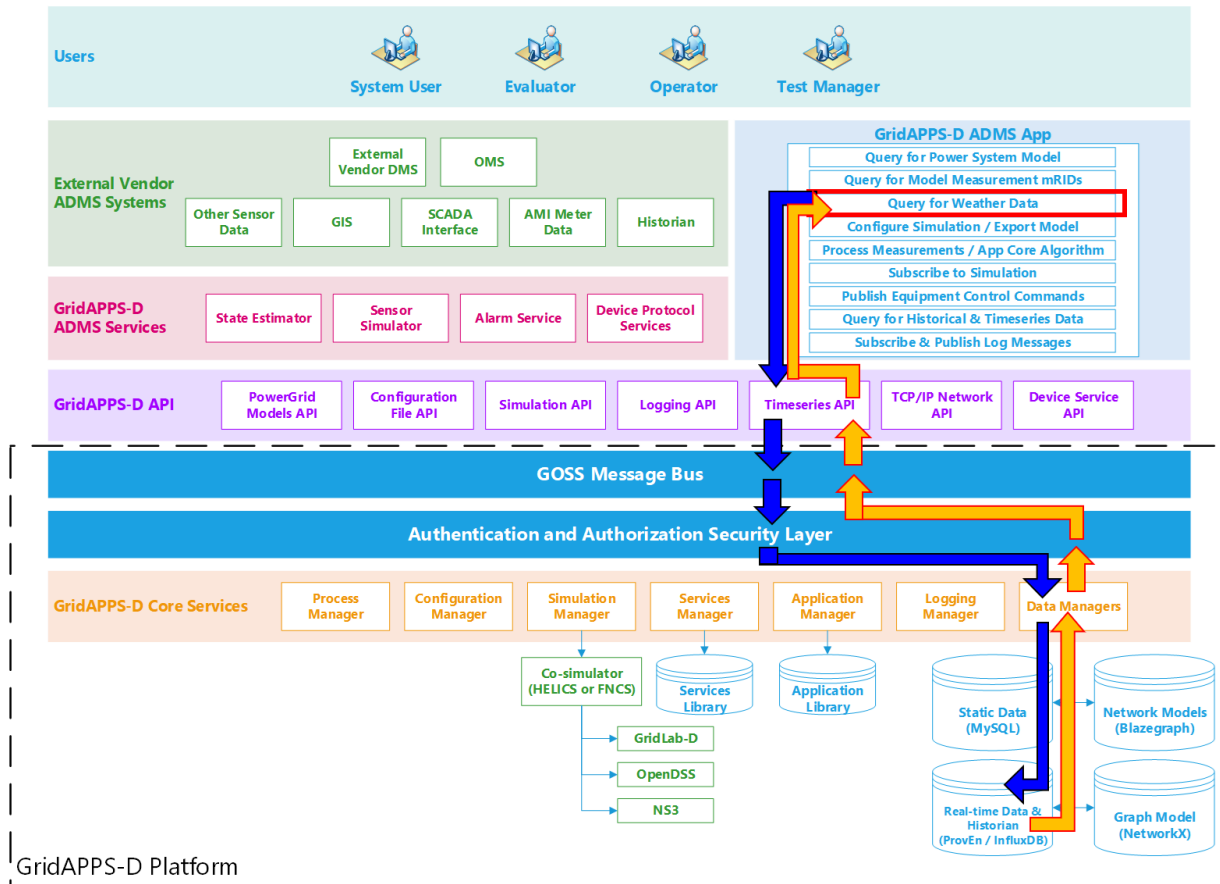 Users
System User
Evaluator
Operator
Test Manager
External Vendor
ADMS Systems
External
Vendor DMS
OMS
Other Sensor
Data
GIS
SCADA
Interface
AMI Meter
Data
Historian
GridAPPS-D ADMS App
Query for Power System Model
Query for Model Measurement mRIDs
Query for Weather Data
Configure Simulation / Export Model
Process Measurements / App Core Algorithm
Subscribe to Simulation
Publish Equipment Control Commands
Query for Historical & Timeseries Data
Subscribe & Publish Log Messages
GridAPPS-D
ADMS Services
State Estimator
Sensor
Simulator
Alarm Service
Device Protocol
Services
GridAPPS-D API
PowerGrid
Models API
Configuration
File API
Simulation API
Logging API
Timeseries API
TCP/IP Network
API
Device Service
API
GOSS Message Bus
Authentication and Authorization Security Layer
GridAPPS-D Core Services
Process
Manager
Configuration
Manager
Simulation
Manager
Services
Manager
Application
Manager
Logging
Manager
Data Managers
Co-simulator
(HELICS or FNCS)
Services
Library
Application
Library
Static Data
(MySQL)
Network Models
(Blazegraph)
GridLab-D
OpenDSS
NS3
Real-time Data &
Historian
(ProvEn / InfluxDB)
Graph Model
(NetworkX)
GridAPPS-D Platform